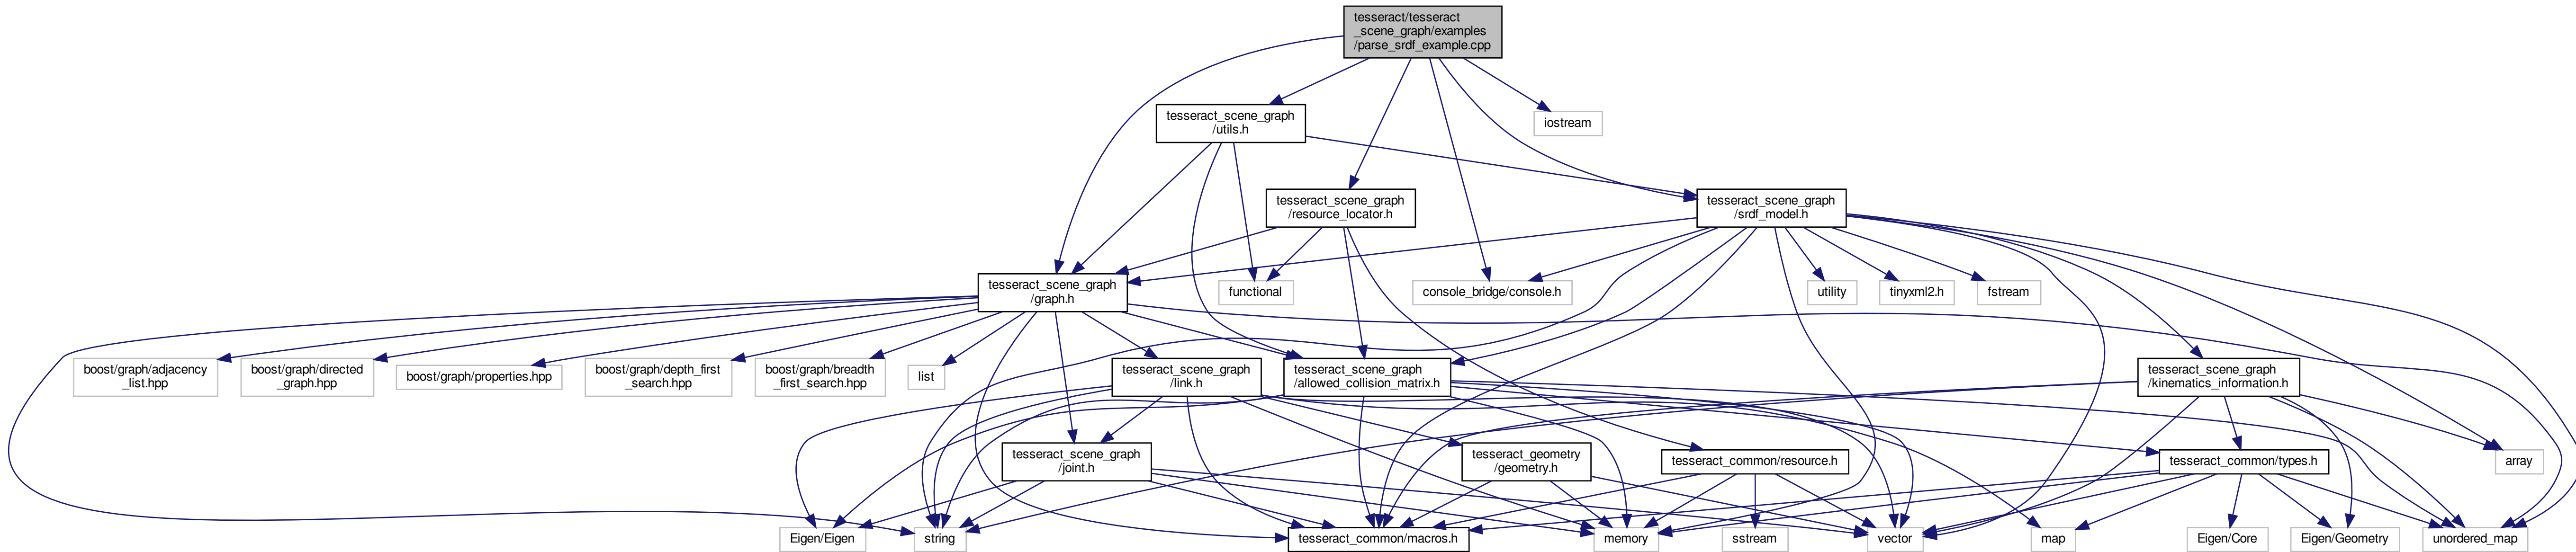 tesseract/tesseract
_scene_graph/examples
/parse_srdf_example.cpp
tesseract_scene_graph
/utils.h
iostream
tesseract_scene_graph
/resource_locator.h
tesseract_scene_graph
/srdf_model.h
tesseract_scene_graph
/graph.h
functional
console_bridge/console.h
utility
tinyxml2.h
fstream
boost/graph/adjacency
_list.hpp
boost/graph/directed
_graph.hpp
boost/graph/properties.hpp
boost/graph/depth_first
_search.hpp
boost/graph/breadth
_first_search.hpp
list
tesseract_scene_graph
/link.h
tesseract_scene_graph
/allowed_collision_matrix.h
tesseract_scene_graph
/kinematics_information.h
tesseract_scene_graph
/joint.h
tesseract_geometry
/geometry.h
tesseract_common/resource.h
tesseract_common/types.h
array
Eigen/Eigen
string
tesseract_common/macros.h
memory
sstream
vector
map
Eigen/Core
Eigen/Geometry
unordered_map